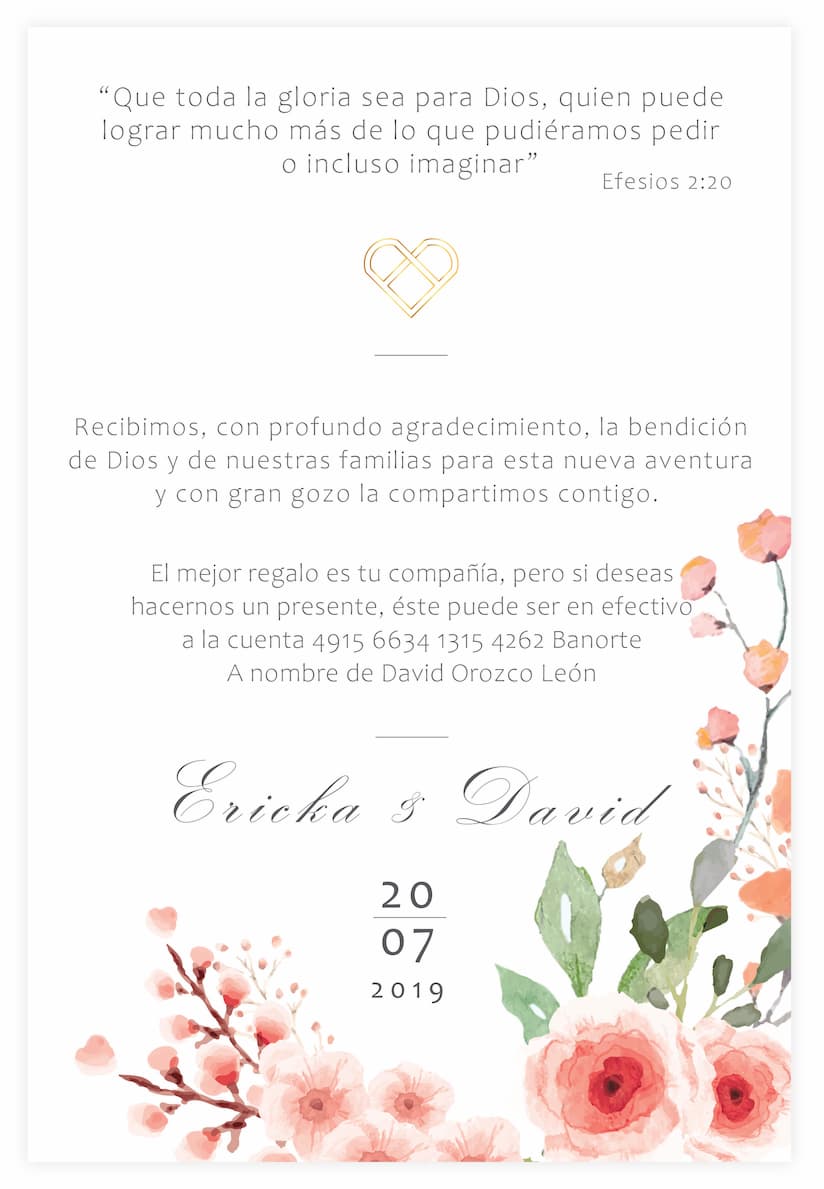 “Que toda la gloria sea para Dios, quien puede
lograr mucho más de lo que pudiéramos pedir
o incluso imaginar”
Efesios 2:20
Recibimos, con profundo agradecimiento, la bendición
de Dios y de nuestras familias para esta nueva aventura
y con gran gozo la compartimos contigo.
El mejor regalo es tu compañía, pero si deseas
hacernos un presente, éste puede ser en efectivo
a la cuenta 4915 6634 1315 4262 Banorte
A nombre de David Orozco León
Ericka & David
20
07
2019